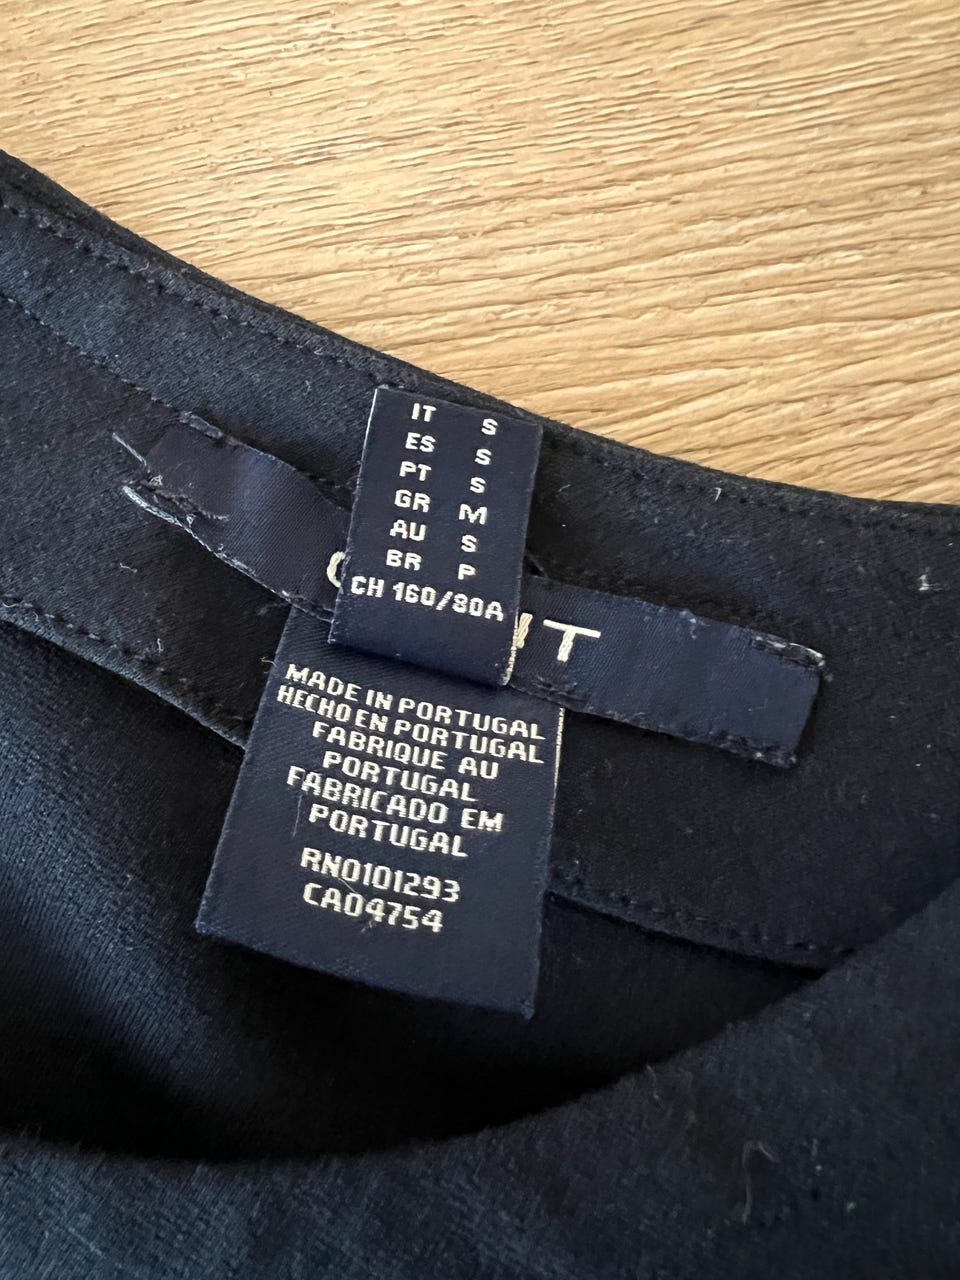 IT S
ES S
PT S
GR M
AU S
BR P
CH 160/80A
MADE IN PORTUGAL
HECHO EN PORTUGAL
FABRIQUE AU
PORTUGAL
FABRICADO EM
PORTUGAL
RN0101293
CA04754